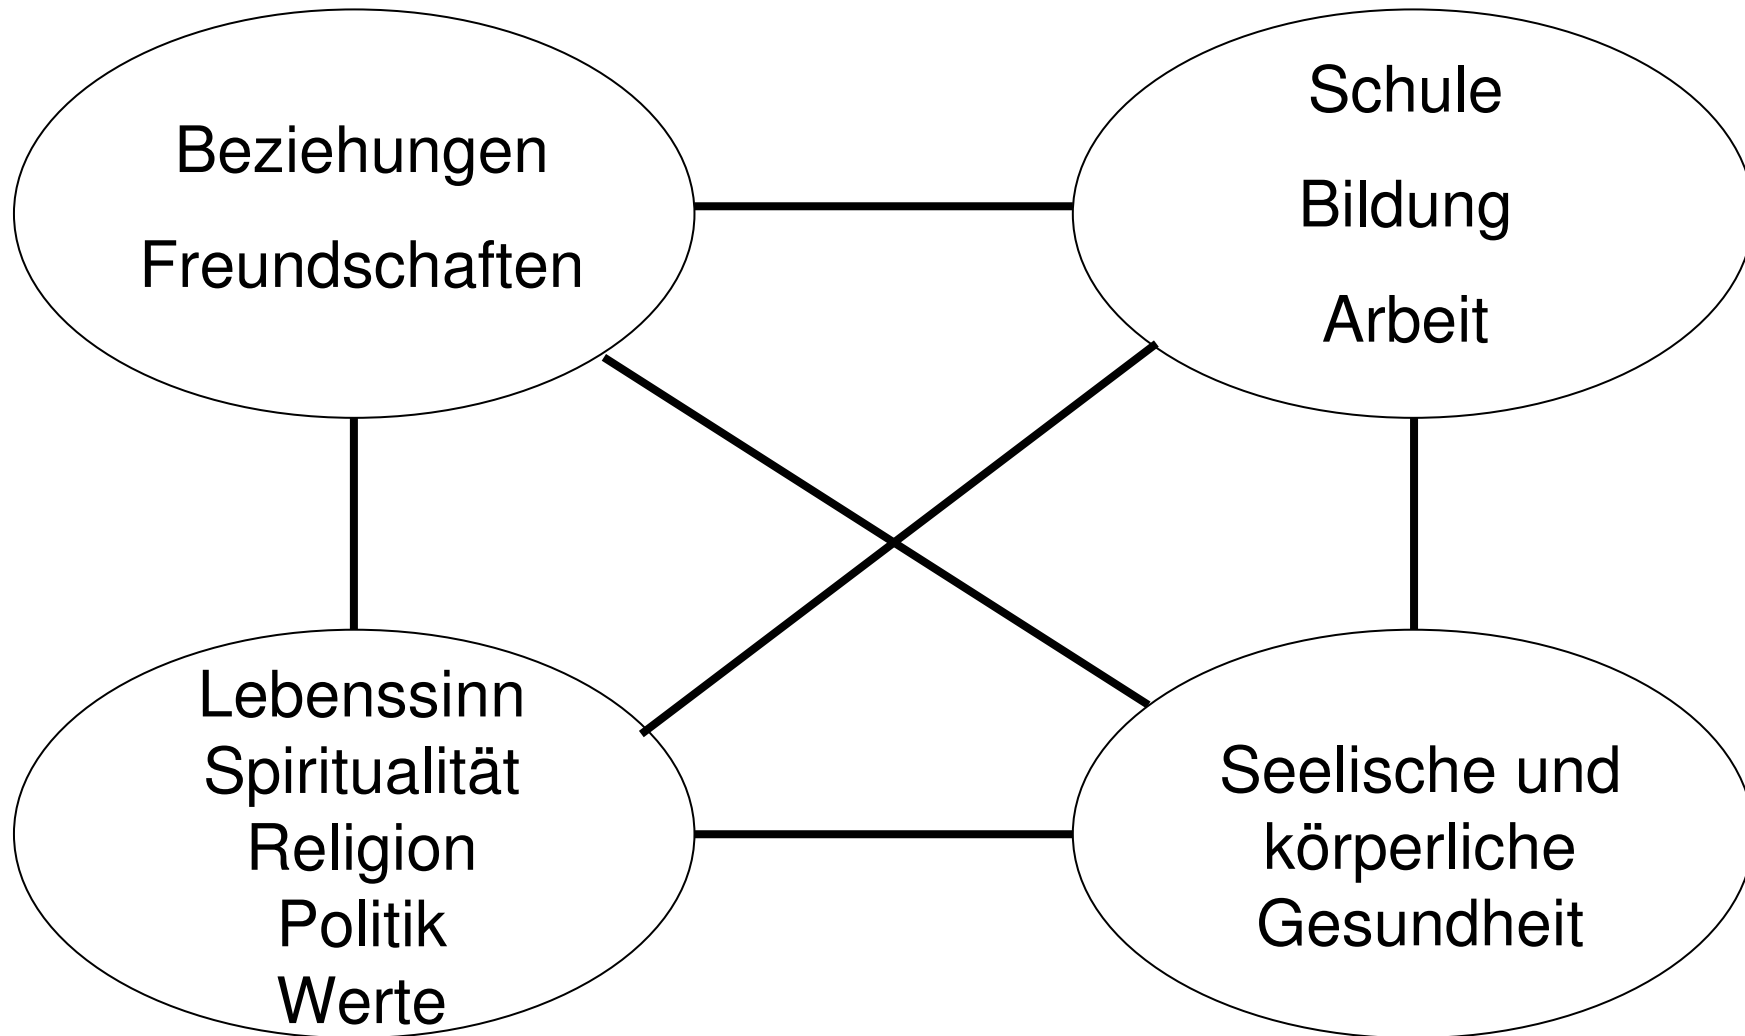 Beziehungen
Freundschaften
Schule
Bildung
Arbeit
Lebenssinn
Spiritualität
Religion
Politik
Werte
Seelische und
körperliche
Gesundheit